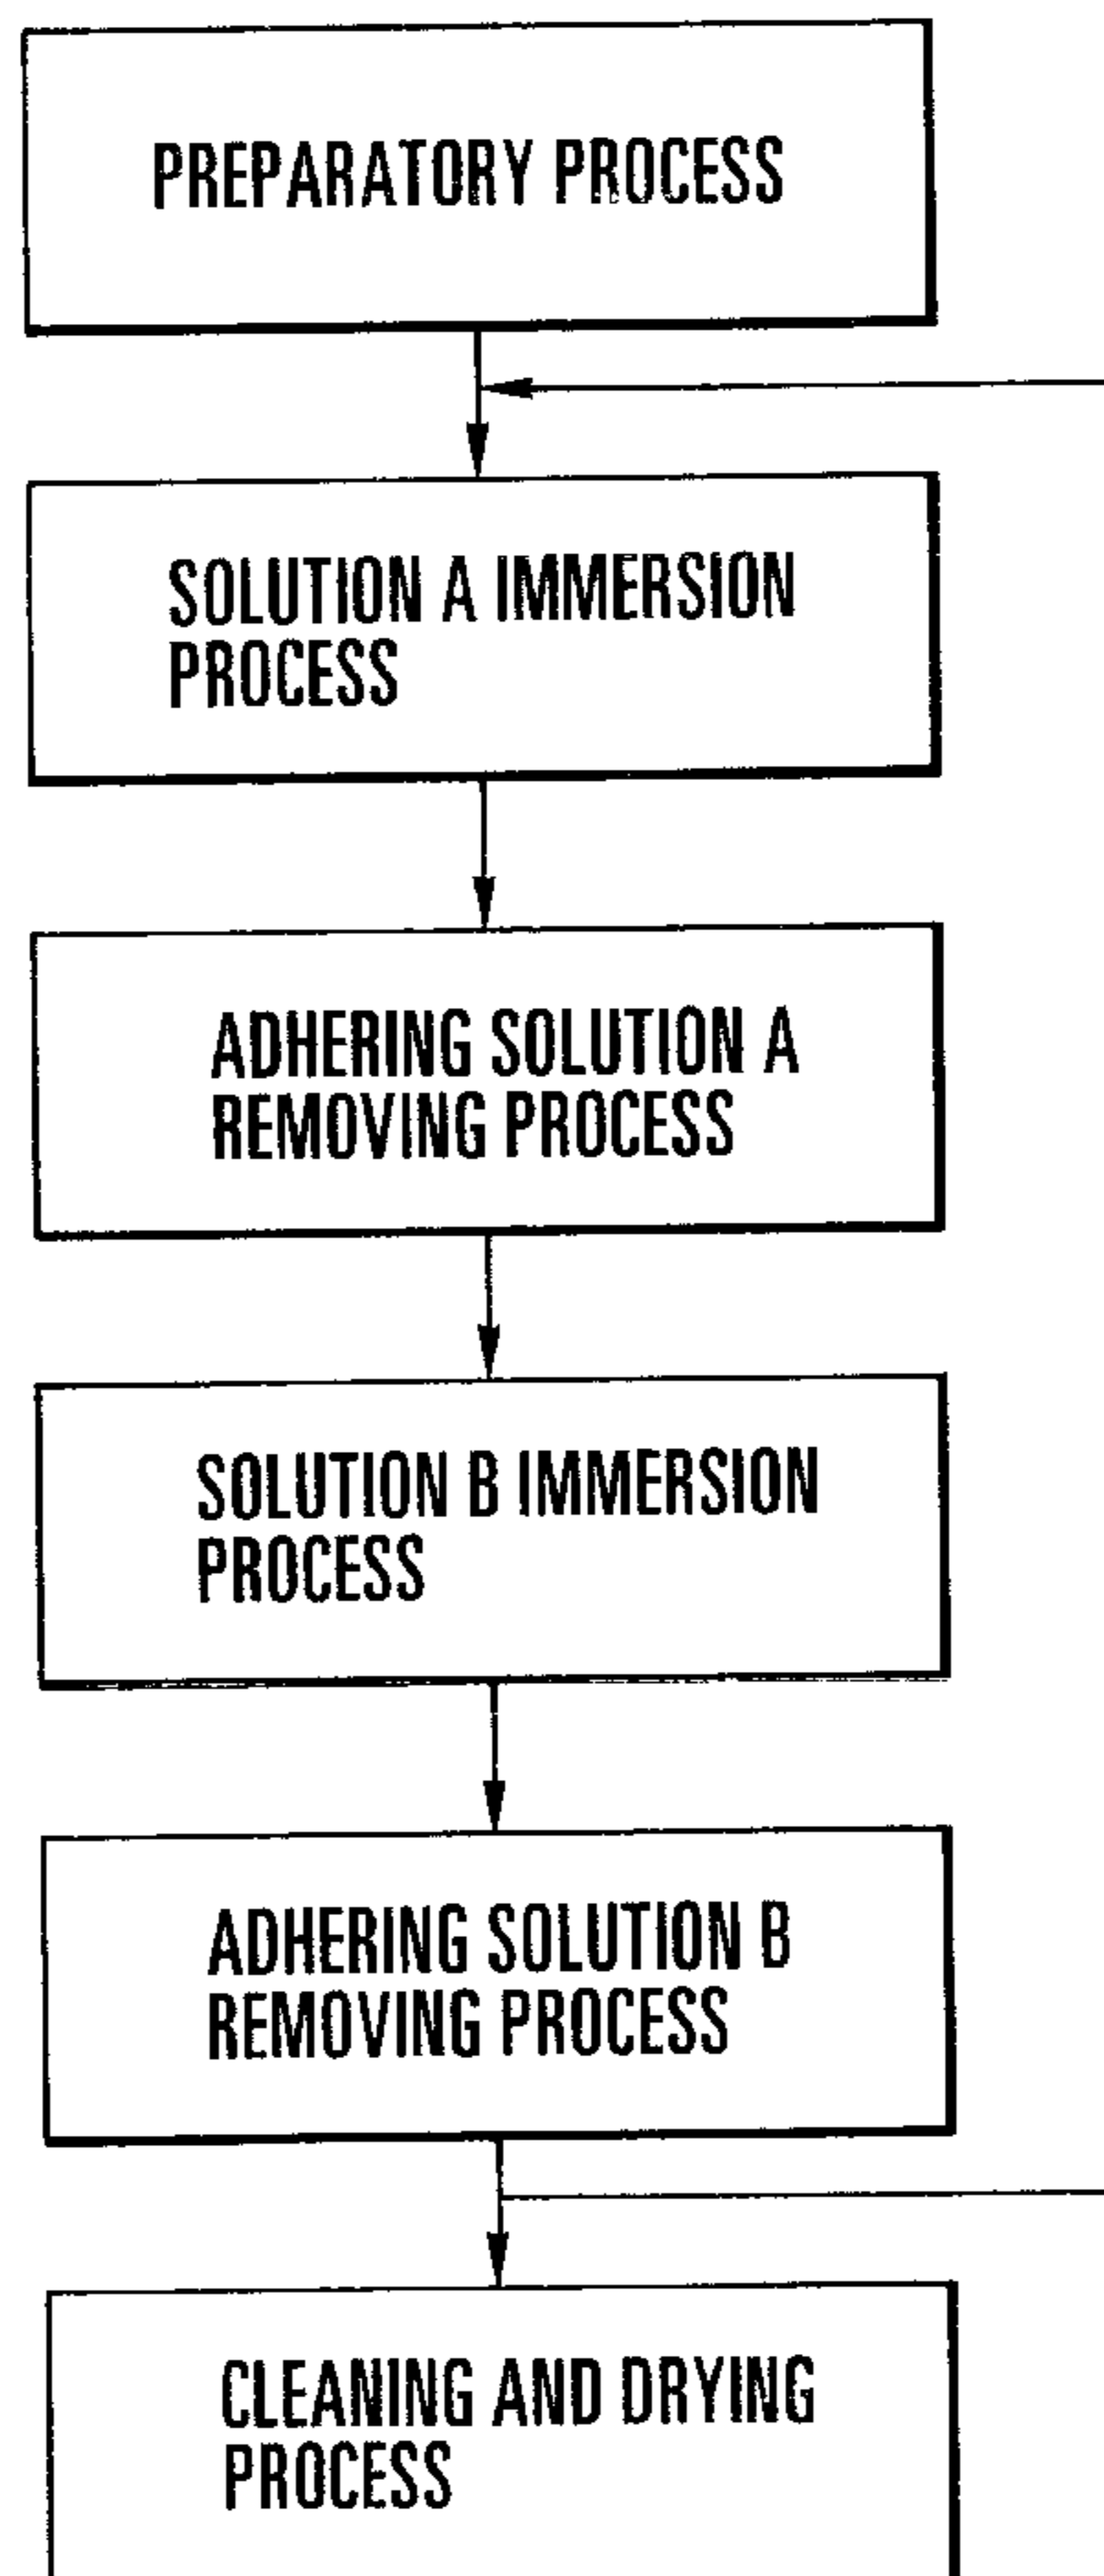 PREPARATORY PROCESS
SOLUTION A IMMERSION
PROCESS
ADHERING SOLUTION A
REMOVING PROCESS
SOLUTION B IMMERSION
PROCESS
ADHERING SOLUTION B
REMOVING PROCESS
CLEANING AND DRYING
PROCESS